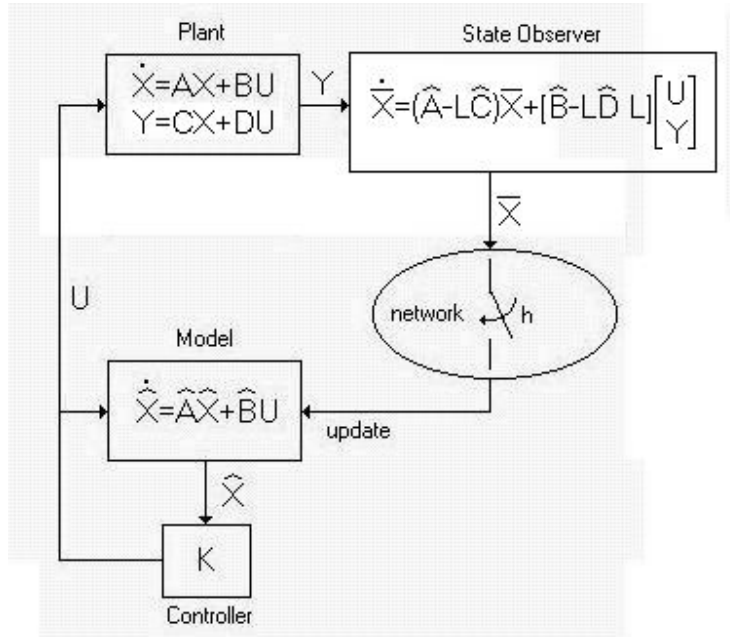 Plant
Ẋ=AX+BU
Y=CX+DU
Y
State Observer
X̄̇=(Â-LĈ)X̄+[B̂-LD̂ L][U
Y]
X̄
network
h
U
Model
X̂̇=ÂX̂+B̂U
update
X̂
K
Controller